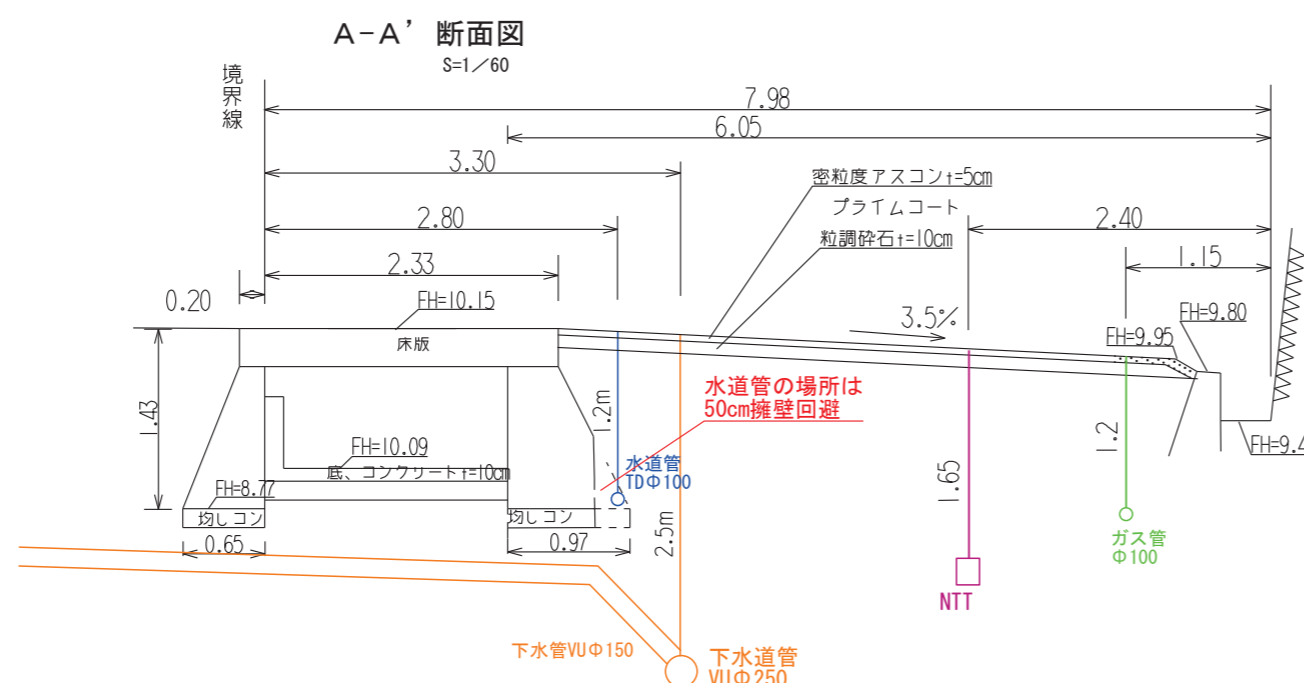 A-A’ 断面図
S=1/60
境界線
7.98
6.05
3.30
密粒度アスコンt=5cm
プライムコート
粒調砕石t=10cm
2.80
2.40
2.33
1.15
0.20
FH=10.15
床版
3.5%
FH=9.80
FH=9.95
水道管の場所は
50cm擁壁回避
1.43
1.2m
1.2
FH=10.09
底、コンクリートt=10cm
水道管
TDΦ100
FH=8.77
均しコン
均しコン
1.65
2.5m
0.65
0.97
ガス管
Φ100
NTT
下水管VUΦ150
下水道管
VUΦ250